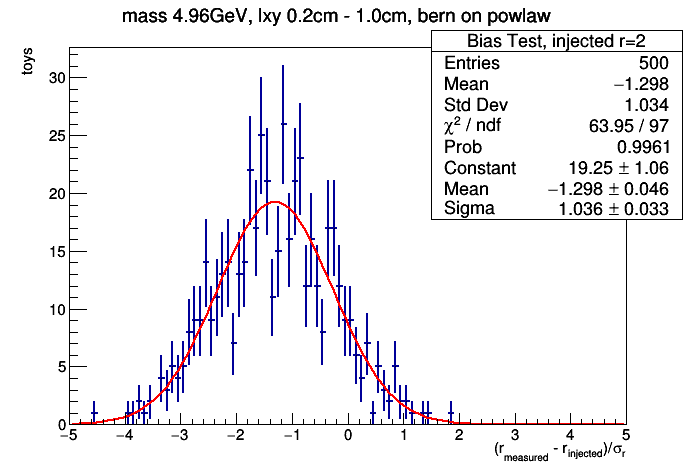 mass 4.96GeV, lxy 0.2cm - 1.0cm, bern on powlaw
toys
Bias Test, injected r=2
Entries 500
Mean −1.298
Std Dev 1.034
χ² / ndf 63.95 / 97
Prob 0.9961
Constant 19.25 ± 1.06
Mean −1.298 ± 0.046
Sigma 1.036 ± 0.033
30
25
20
15
10
5
0
−5 −4 −3 −2 −1 0 1 2 3 4 5
(r_measured - r_injected)/σ_r